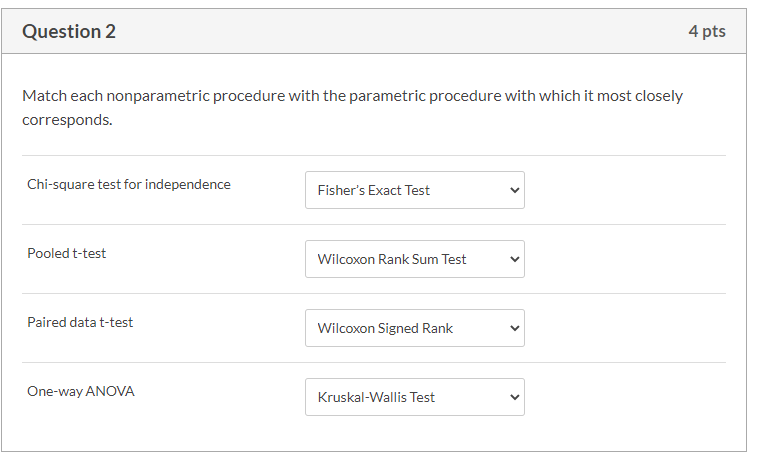 Question 2
4 pts
Match each nonparametric procedure with the parametric procedure with which it most closely
corresponds.
Chi-square test for independence
Fisher's Exact Test
Pooled t-test
Wilcoxon Rank Sum Test
Paired data t-test
Wilcoxon Signed Rank
One-way ANOVA
Kruskal-Wallis Test